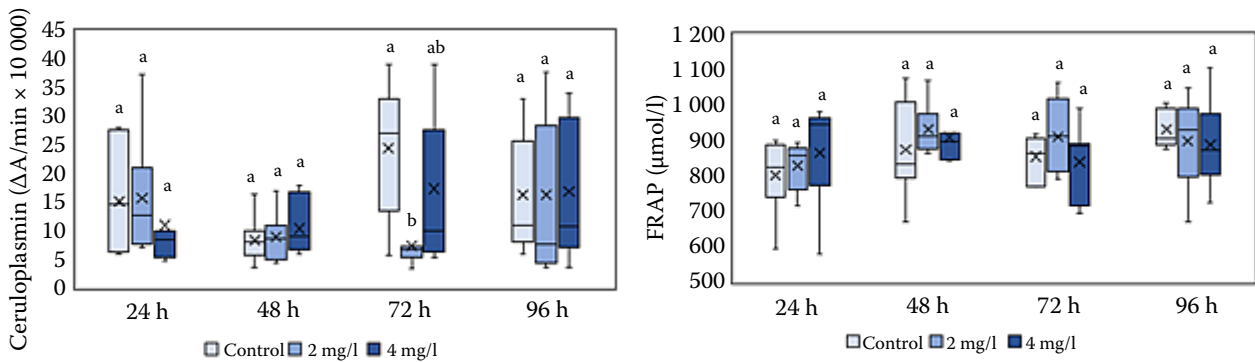 Ceruloplasmin (ΔA/min × 10 000)
45
40
35
30
25
20
15
10
5
0
a
a
a
a
a
a
a
b
ab
a
a
a
24 h
48 h
72 h
96 h
Control
2 mg/l
4 mg/l
FRAP (µmol/l)
1 200
1 100
1 000
900
800
700
600
500
a
a
a
a
a
a
a
a
a
a
a
a
24 h
48 h
72 h
96 h
Control
2 mg/l
4 mg/l